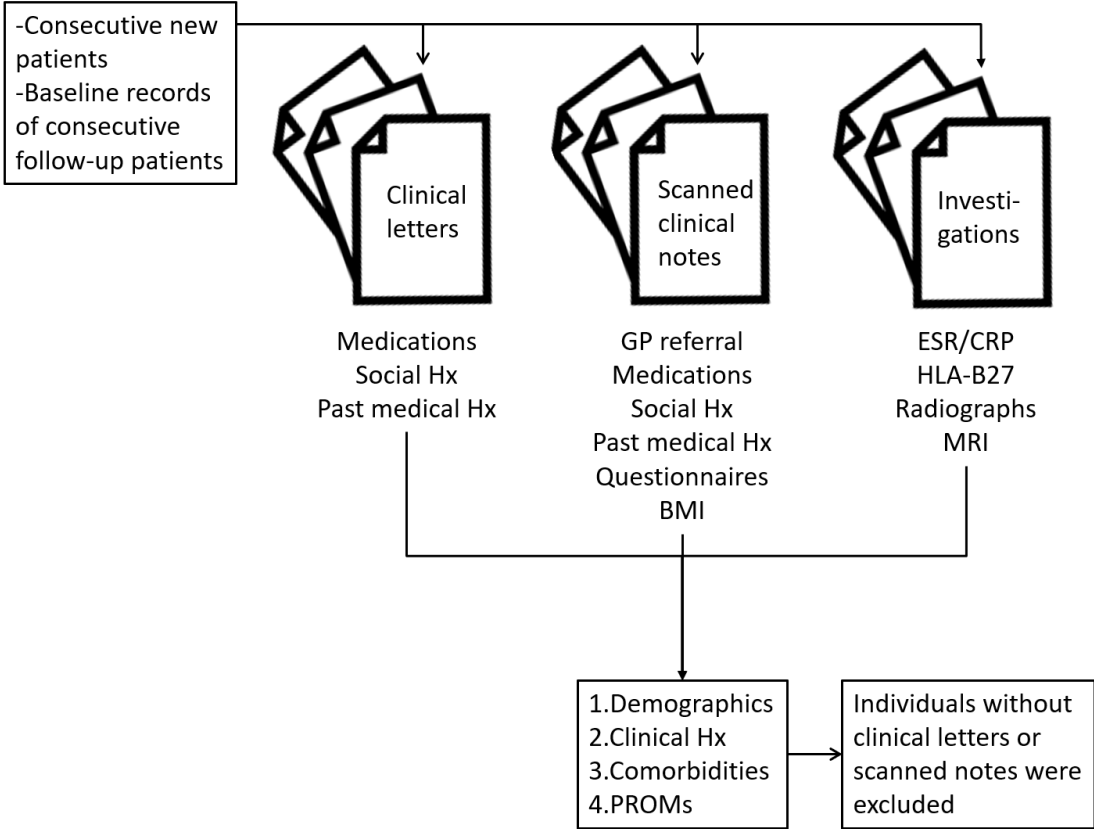 -Consecutive new
patients
-Baseline records
of consecutive
follow-up patients
Clinical
letters
Scanned
clinical
notes
Investi-
gations
Medications
Social Hx
Past medical Hx
GP referral
Medications
Social Hx
Past medical Hx
Questionnaires
BMI
ESR/CRP
HLA-B27
Radiographs
MRI
1.Demographics
2.Clinical Hx
3.Comorbidities
4.PROMs
Individuals without
clinical letters or
scanned notes were
excluded